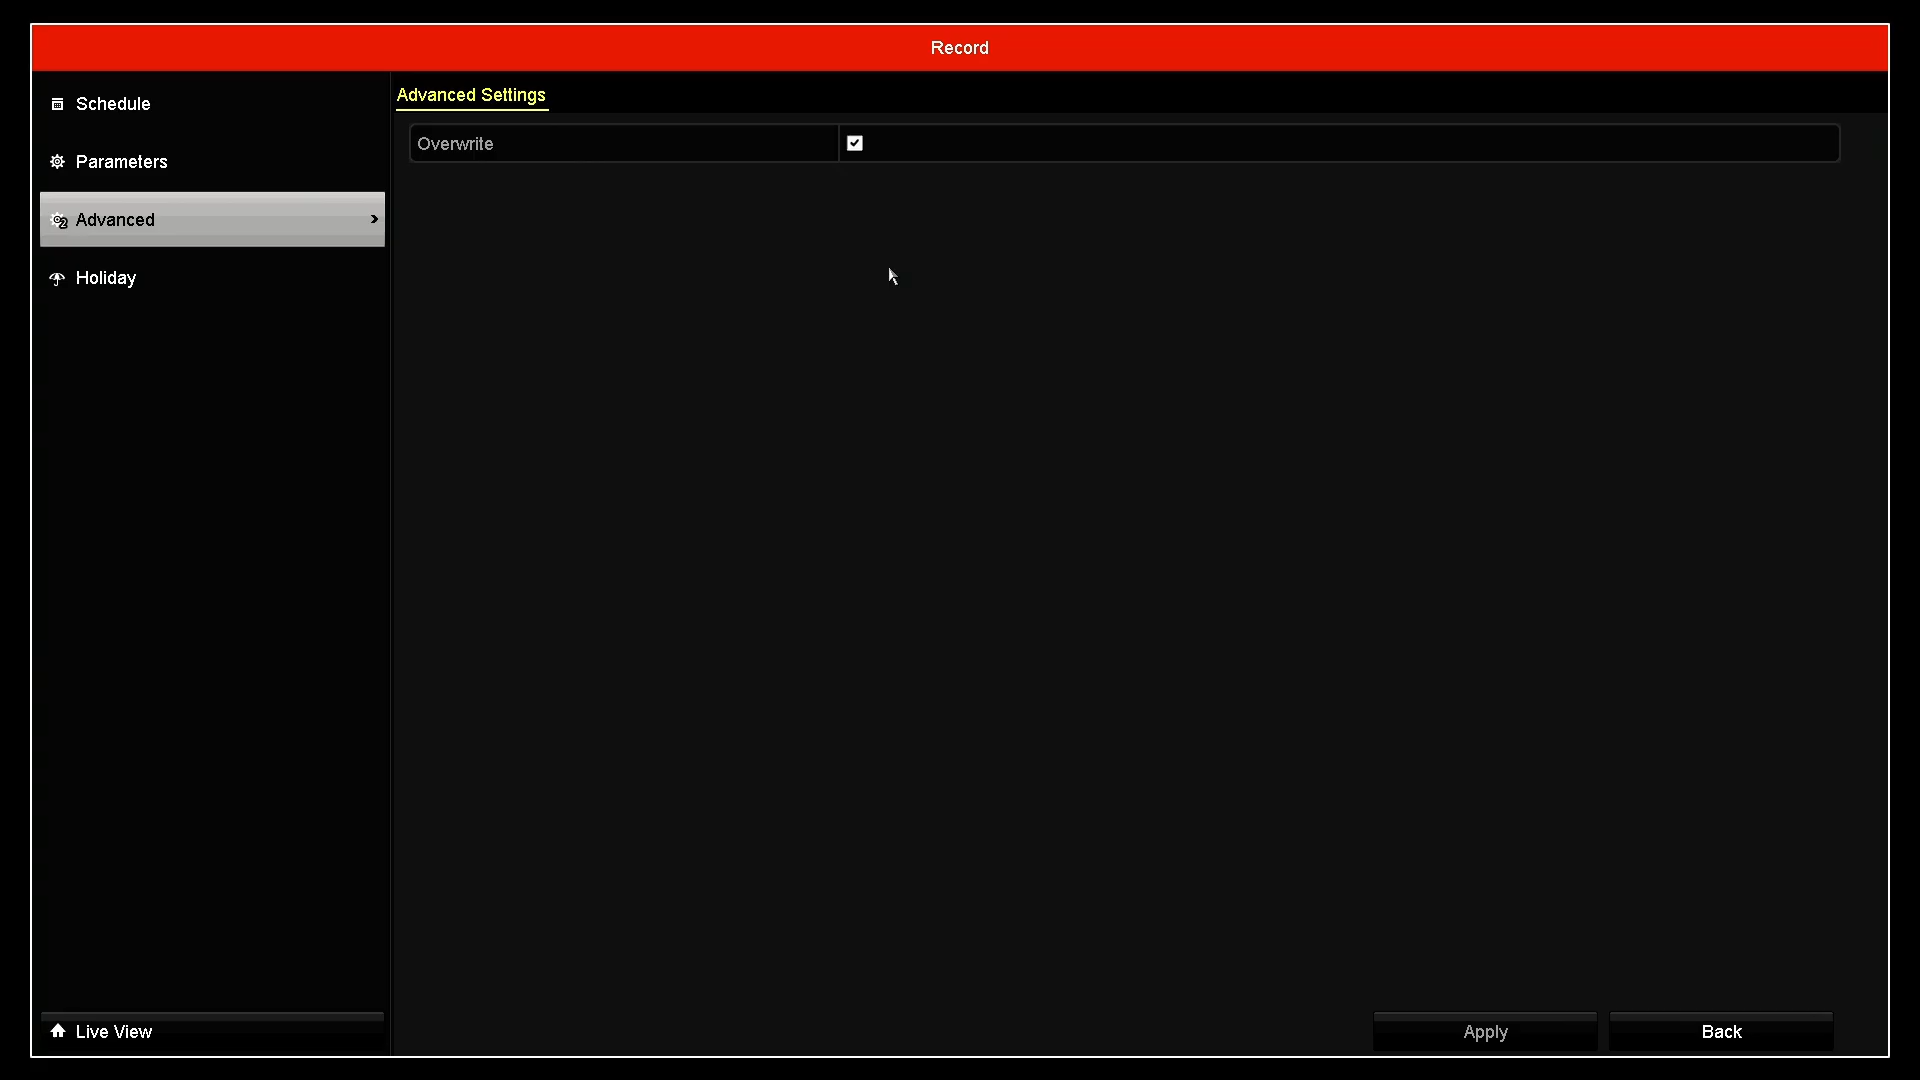 Record
Schedule
Parameters
Advanced
Holiday
Live View
Advanced Settings
Overwrite
Apply
Back